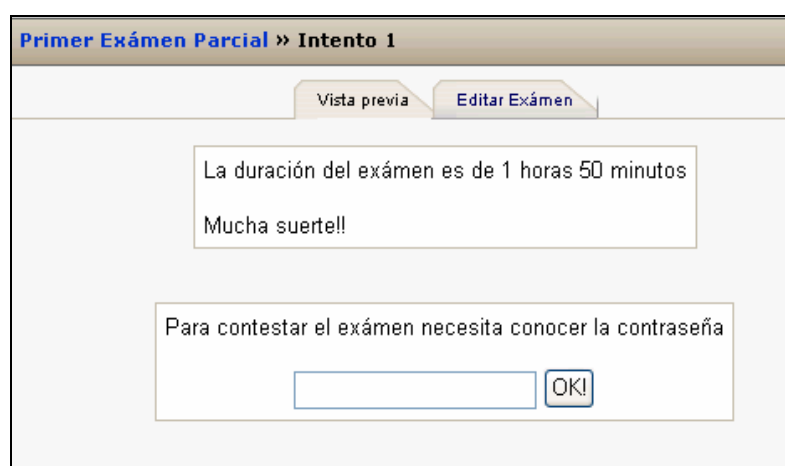 Primer Exámen Parcial » Intento 1
Vista previa Editar Exámen
La duración del exámen es de 1 horas 50 minutos
Mucha suerte!!
Para contestar el exámen necesita conocer la contraseña
OK!